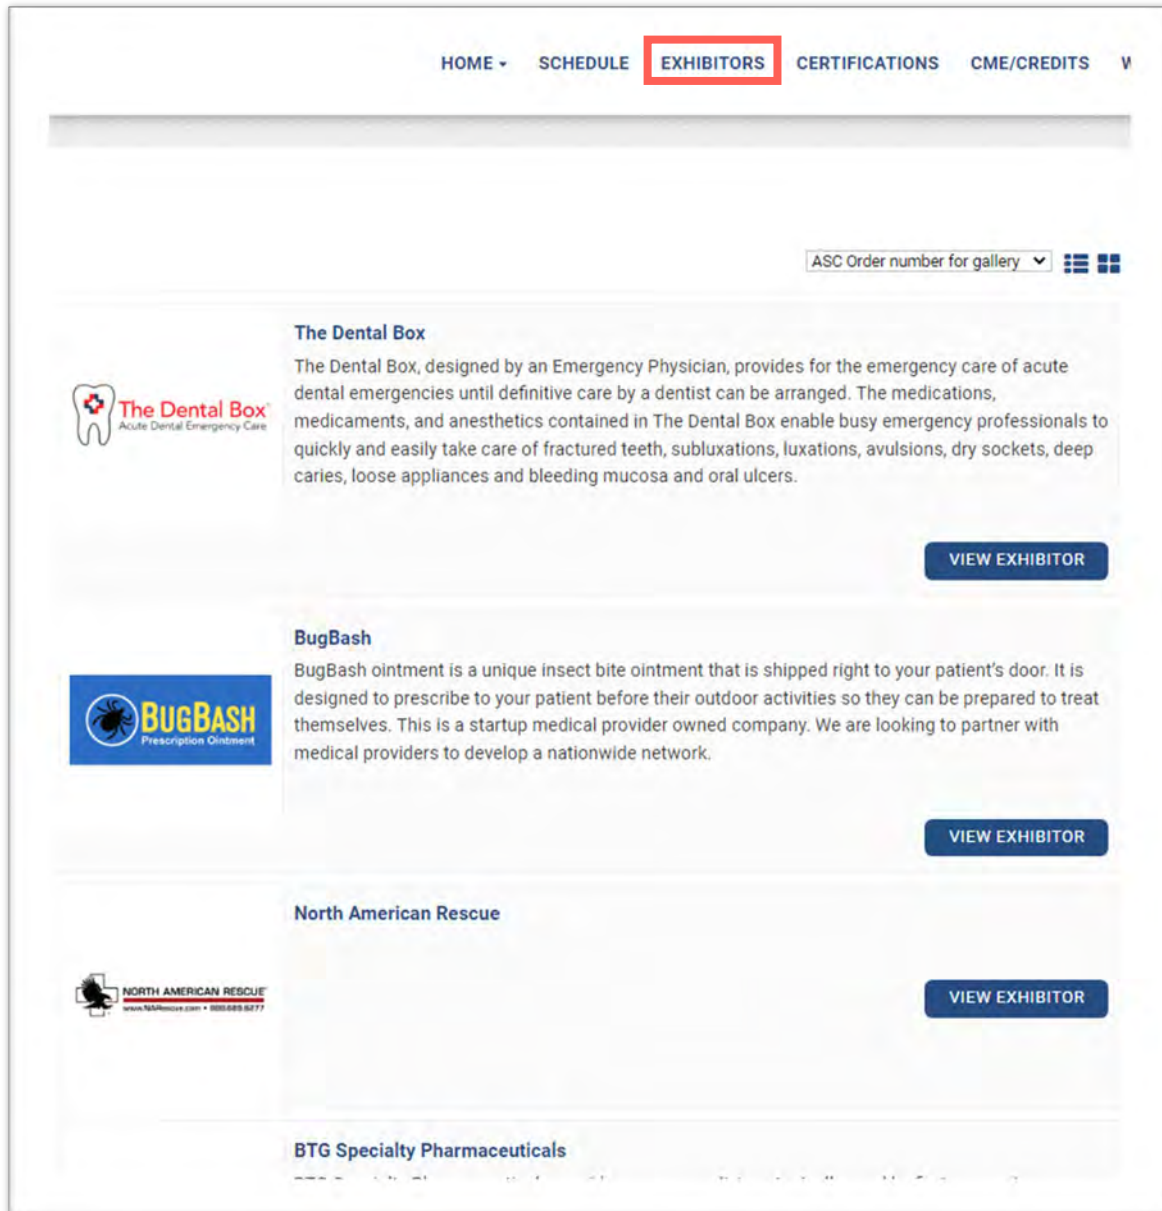 HOME SCHEDULE EXHIBITORS CERTIFICATIONS CME/CREDITS
ASC Order number for gallery
The Dental Box
Acute Dental Emergency Care
The Dental Box
The Dental Box, designed by an Emergency Physician, provides for the emergency care of acute
dental emergencies until definitive care by a dentist can be arranged. The medications,
medicaments, and anesthetics contained in The Dental Box enable busy emergency professionals to
quickly and easily take care of fractured teeth, subluxations, luxations, avulsions, dry sockets, deep
caries, loose appliances and bleeding mucosa and oral ulcers.
VIEW EXHIBITOR
BUGBASH
Prescription Ointment
BugBash
BugBash ointment is a unique insect bite ointment that is shipped right to your patient's door. It is
designed to prescribe to your patient before their outdoor activities so they can be prepared to treat
themselves. This is a startup medical provider owned company. We are looking to partner with
medical providers to develop a nationwide network.
VIEW EXHIBITOR
North American Rescue
NORTH AMERICAN RESCUE
www.NARescue.com • 888.689.6277
VIEW EXHIBITOR
BTG Specialty Pharmaceuticals